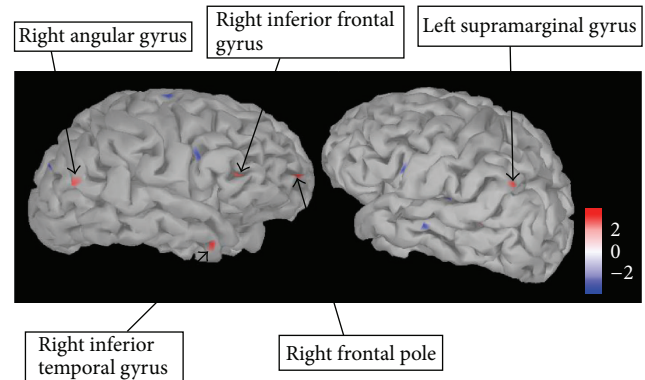 Right angular gyrus
Right inferior frontal
gyrus
Left supramarginal gyrus
2
0
−2
Right inferior
temporal gyrus
Right frontal pole